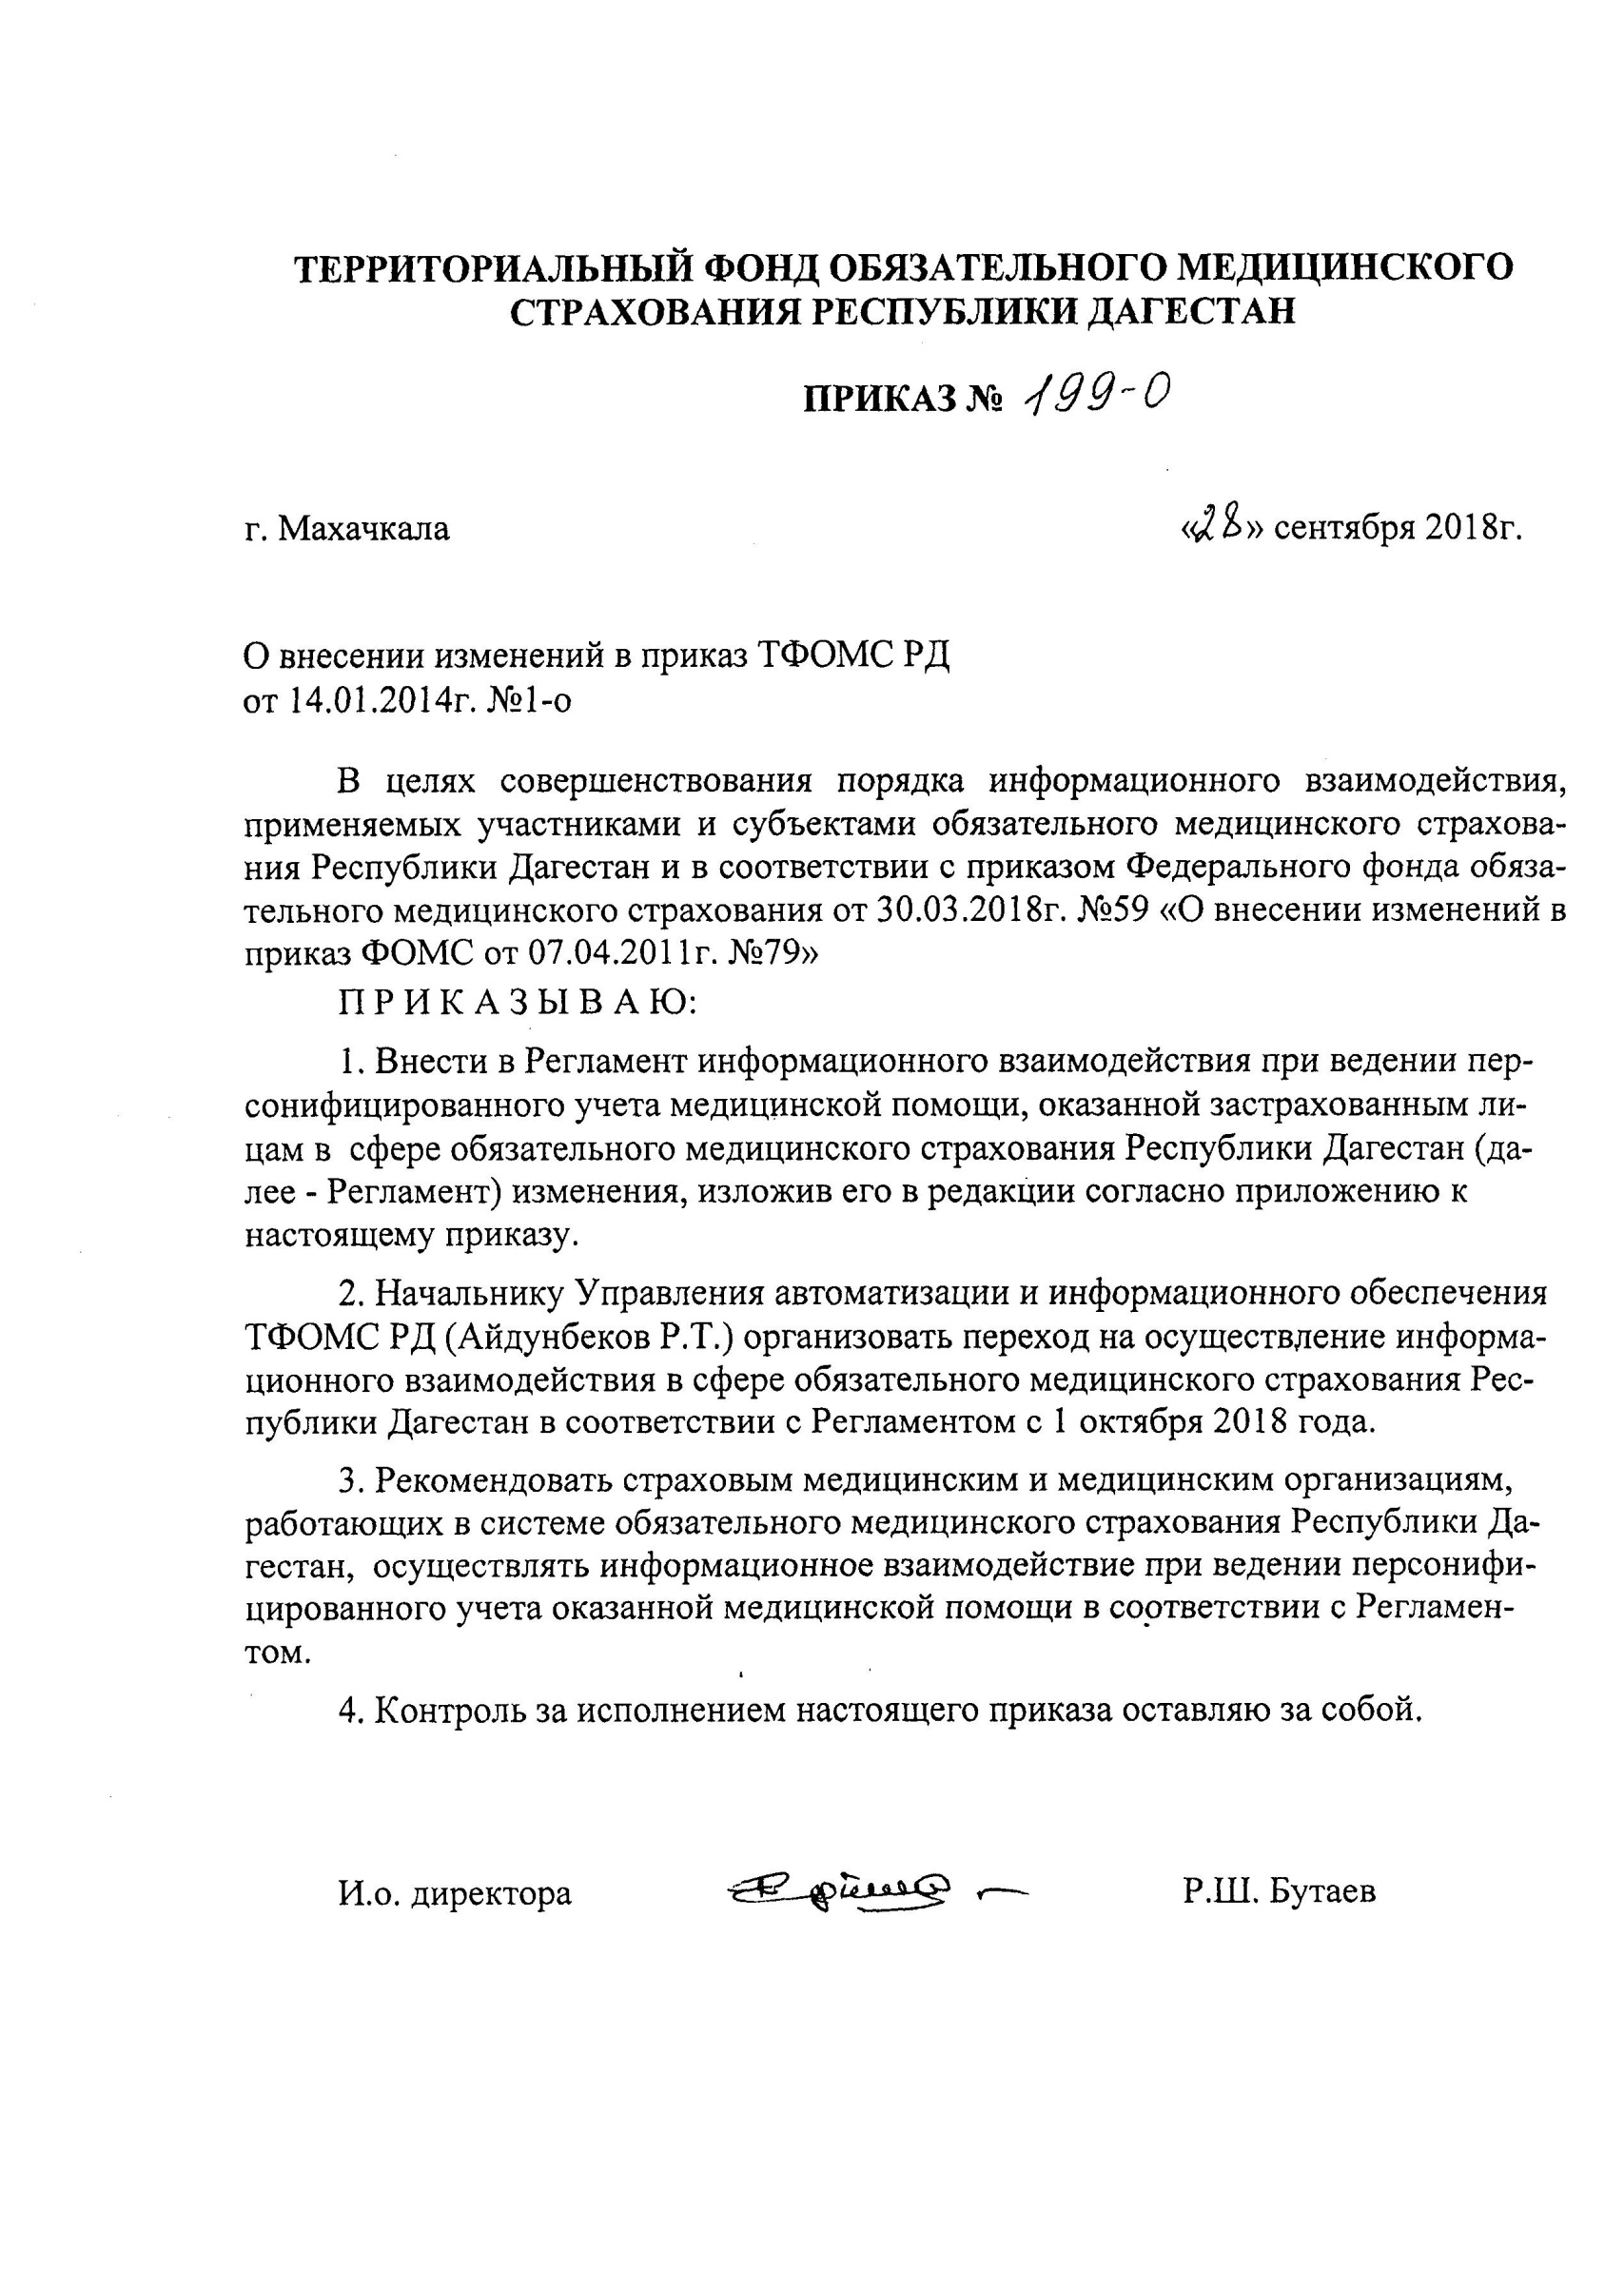 ТЕРРИТОРИАЛЬНЫЙ ФОНД ОБЯЗАТЕЛЬНОГО МЕДИЦИНСКОГО
СТРАХОВАНИЯ РЕСПУБЛИКИ ДАГЕСТАН
ПРИКАЗ № 199-О
г. Махачкала «28» сентября 2018г.
О внесении изменений в приказ ТФОМС РД
от 14.01.2014г. №1-о
В целях совершенствования порядка информационного взаимодействия,
применяемых участниками и субъектами обязательного медицинского страхова-
ния Республики Дагестан и в соответствии с приказом Федерального фонда обяза-
тельного медицинского страхования от 30.03.2018г. №59 «О внесении изменений в
приказ ФОМС от 07.04.2011г. №79»
П Р И К А З Ы В А Ю:
1. Внести в Регламент информационного взаимодействия при ведении пер-
сонифицированного учета медицинской помощи, оказанной застрахованным ли-
цам в сфере обязательного медицинского страхования Республики Дагестан (да-
лее - Регламент) изменения, изложив его в редакции согласно приложению к
настоящему приказу.
2. Начальнику Управления автоматизации и информационного обеспечения
ТФОМС РД (Айдунбеков Р.Т.) организовать переход на осуществление информа-
ционного взаимодействия в сфере обязательного медицинского страхования Рес-
публики Дагестан в соответствии с Регламентом с 1 октября 2018 года.
3. Рекомендовать страховым медицинским и медицинским организациям,
работающих в системе обязательного медицинского страхования Республики Да-
гестан, осуществлять информационное взаимодействие при ведении персонифи-
цированного учета оказанной медицинской помощи в соответствии с Регламен-
том.
4. Контроль за исполнением настоящего приказа оставляю за собой.
И.о. директора Р.Ш. Бутаев